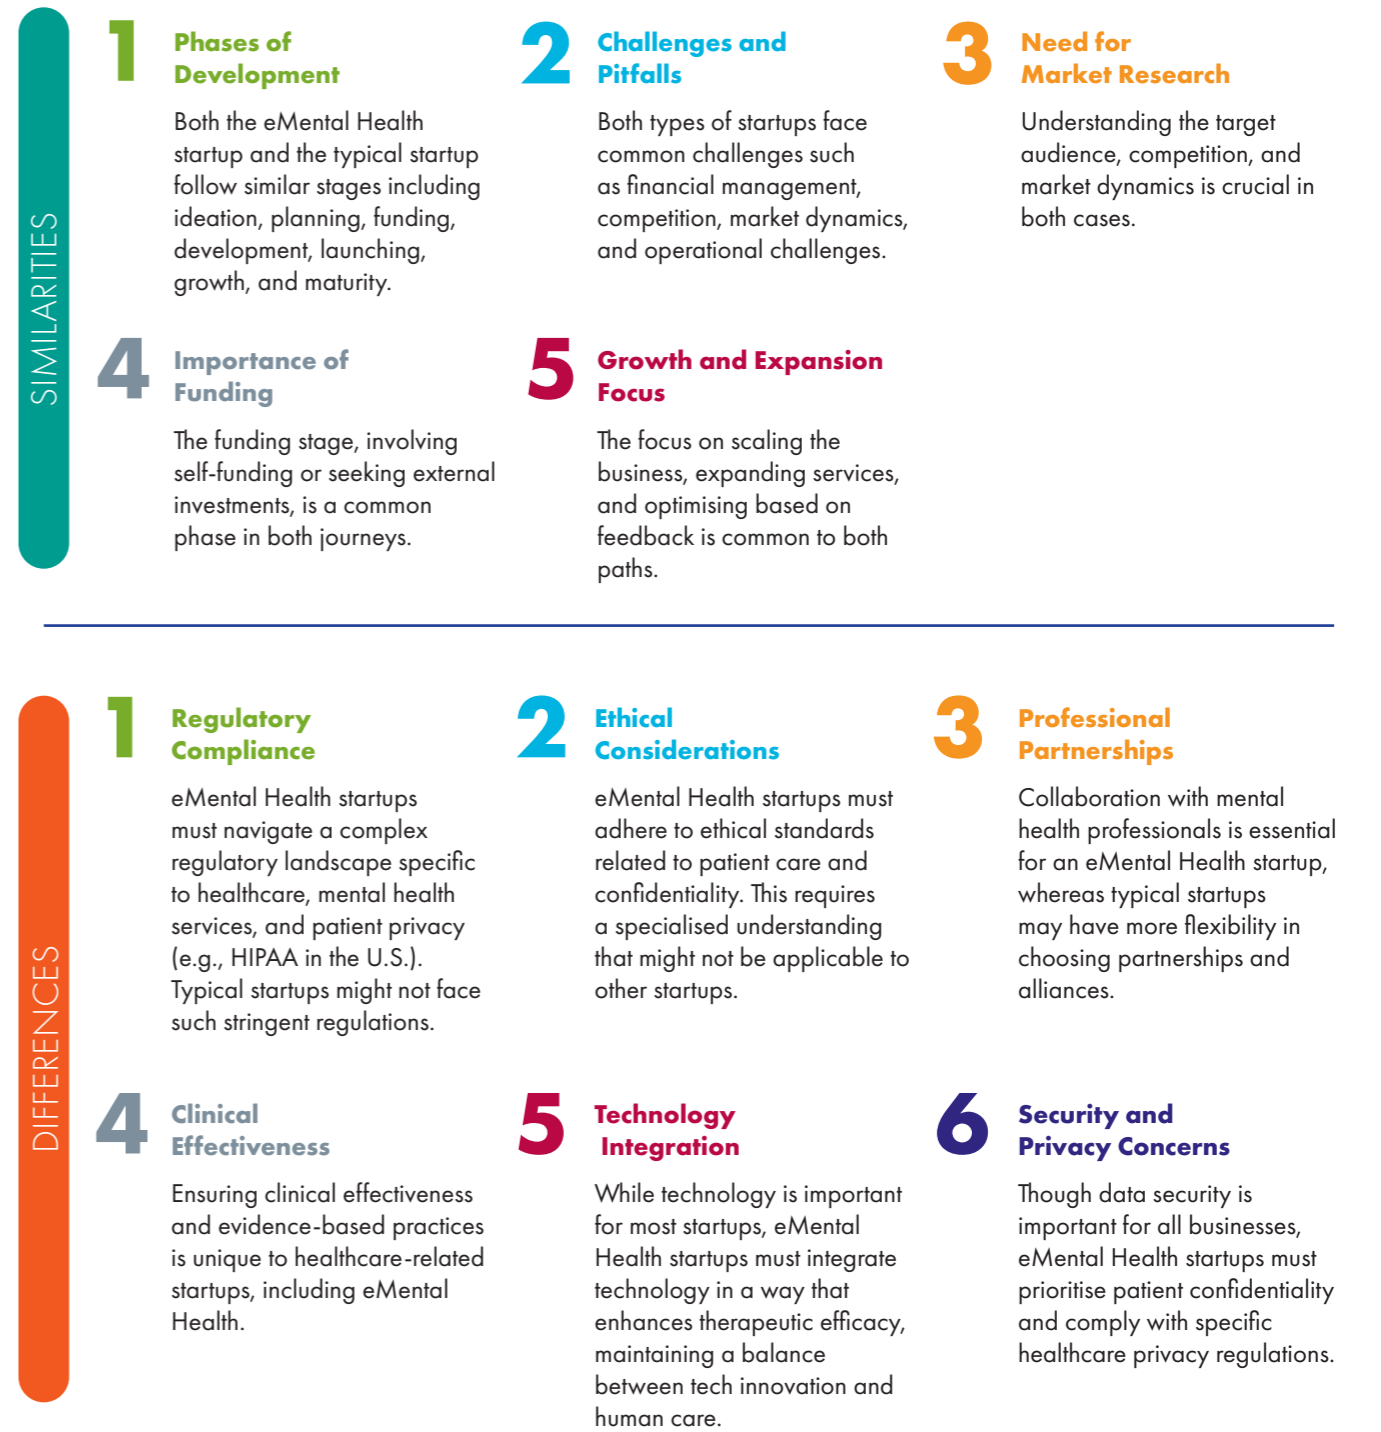 SIMILARITIES
1
Phases of
Development
Both the eMental Health
startup and the typical startup
follow similar stages including
ideation, planning, funding,
development, launching,
growth, and maturity.
2
Challenges and
Pitfalls
Both types of startups face
common challenges such
as financial management,
competition, market dynamics,
and operational challenges.
3
Need for
Market Research
Understanding the target
audience, competition, and
market dynamics is crucial in
both cases.
4
Importance of
Funding
The funding stage, involving
self-funding or seeking external
investments, is a common
phase in both journeys.
5
Growth and Expansion
Focus
The focus on scaling the
business, expanding services,
and optimising based on
feedback is common to both
paths.
DIFFERENCES
1
Regulatory
Compliance
eMental Health startups
must navigate a complex
regulatory landscape specific
to healthcare, mental health
services, and patient privacy
(e.g., HIPAA in the U.S.).
Typical startups might not face
such stringent regulations.
2
Ethical
Considerations
eMental Health startups must
adhere to ethical standards
related to patient care and
confidentiality. This requires
a specialised understanding
that might not be applicable to
other startups.
3
Professional
Partnerships
Collaboration with mental
health professionals is essential
for an eMental Health startup,
whereas typical startups
may have more flexibility in
choosing partnerships and
alliances.
4
Clinical
Effectiveness
Ensuring clinical effectiveness
and evidence-based practices
is unique to healthcare-related
startups, including eMental
Health.
5
Technology
Integration
While technology is important
for most startups, eMental
Health startups must integrate
technology in a way that
enhances therapeutic efficacy,
maintaining a balance
between tech innovation and
human care.
6
Security and
Privacy Concerns
Though data security is
important for all businesses,
eMental Health startups must
prioritise patient confidentiality
and comply with specific
healthcare privacy regulations.